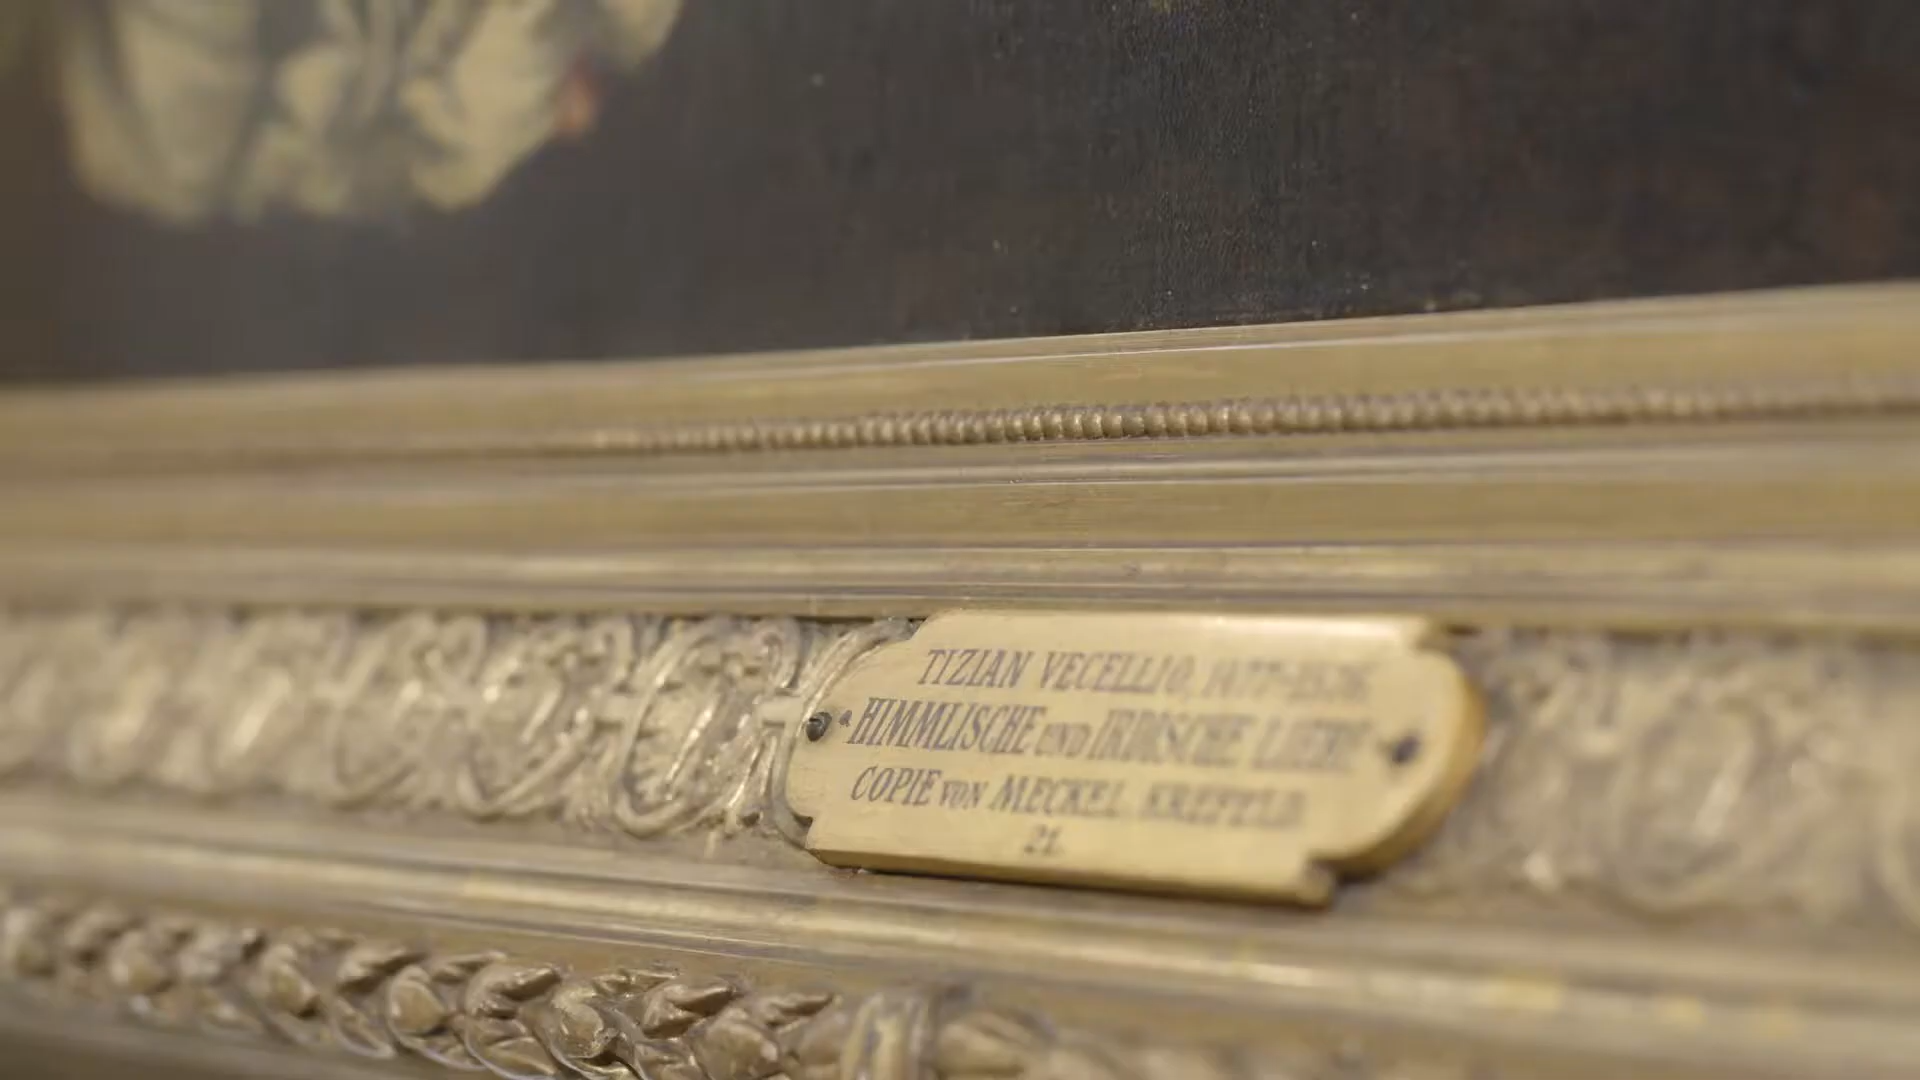 TIZIAN VECELLIO, 1477-1576.
HIMMLISCHE UND IRDISCHE LIEBE
COPIE VON MECKEL, KREFELD
21.